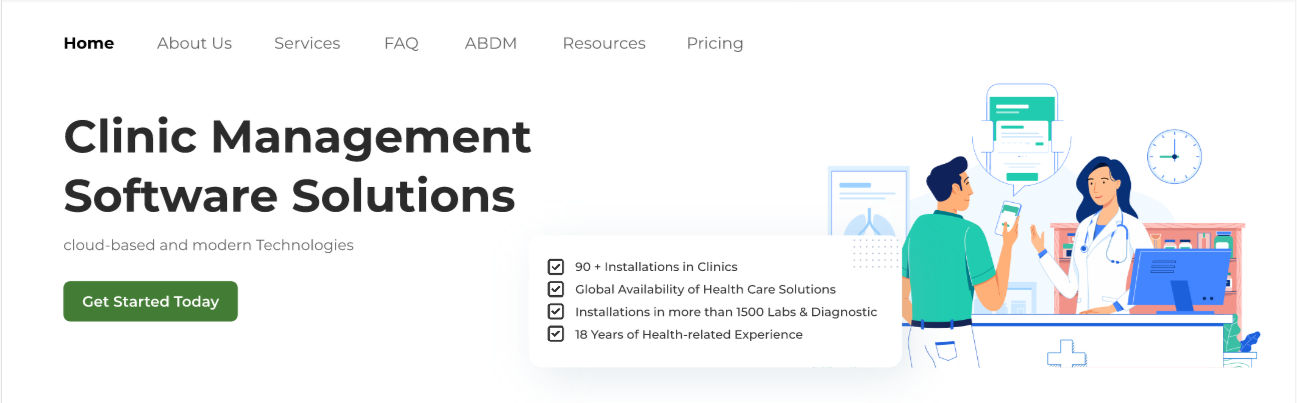 Home About Us Services FAQ ABDM Resources Pricing
Clinic Management
Software Solutions
cloud-based and modern Technologies
Get Started Today
90 + Installations in Clinics
Global Availability of Health Care Solutions
Installations in more than 1500 Labs & Diagnostic
18 Years of Health-related Experience